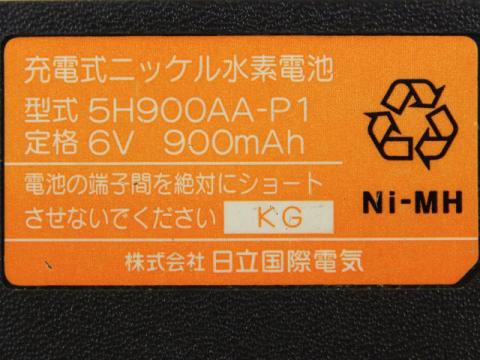 充電式ニッケル水素電池
型式 5H900AA-P1
定格 6V 900mAh
電池の端子間を絶対にショート
させないでください KG
Ni-MH
株式会社 日立国際電気